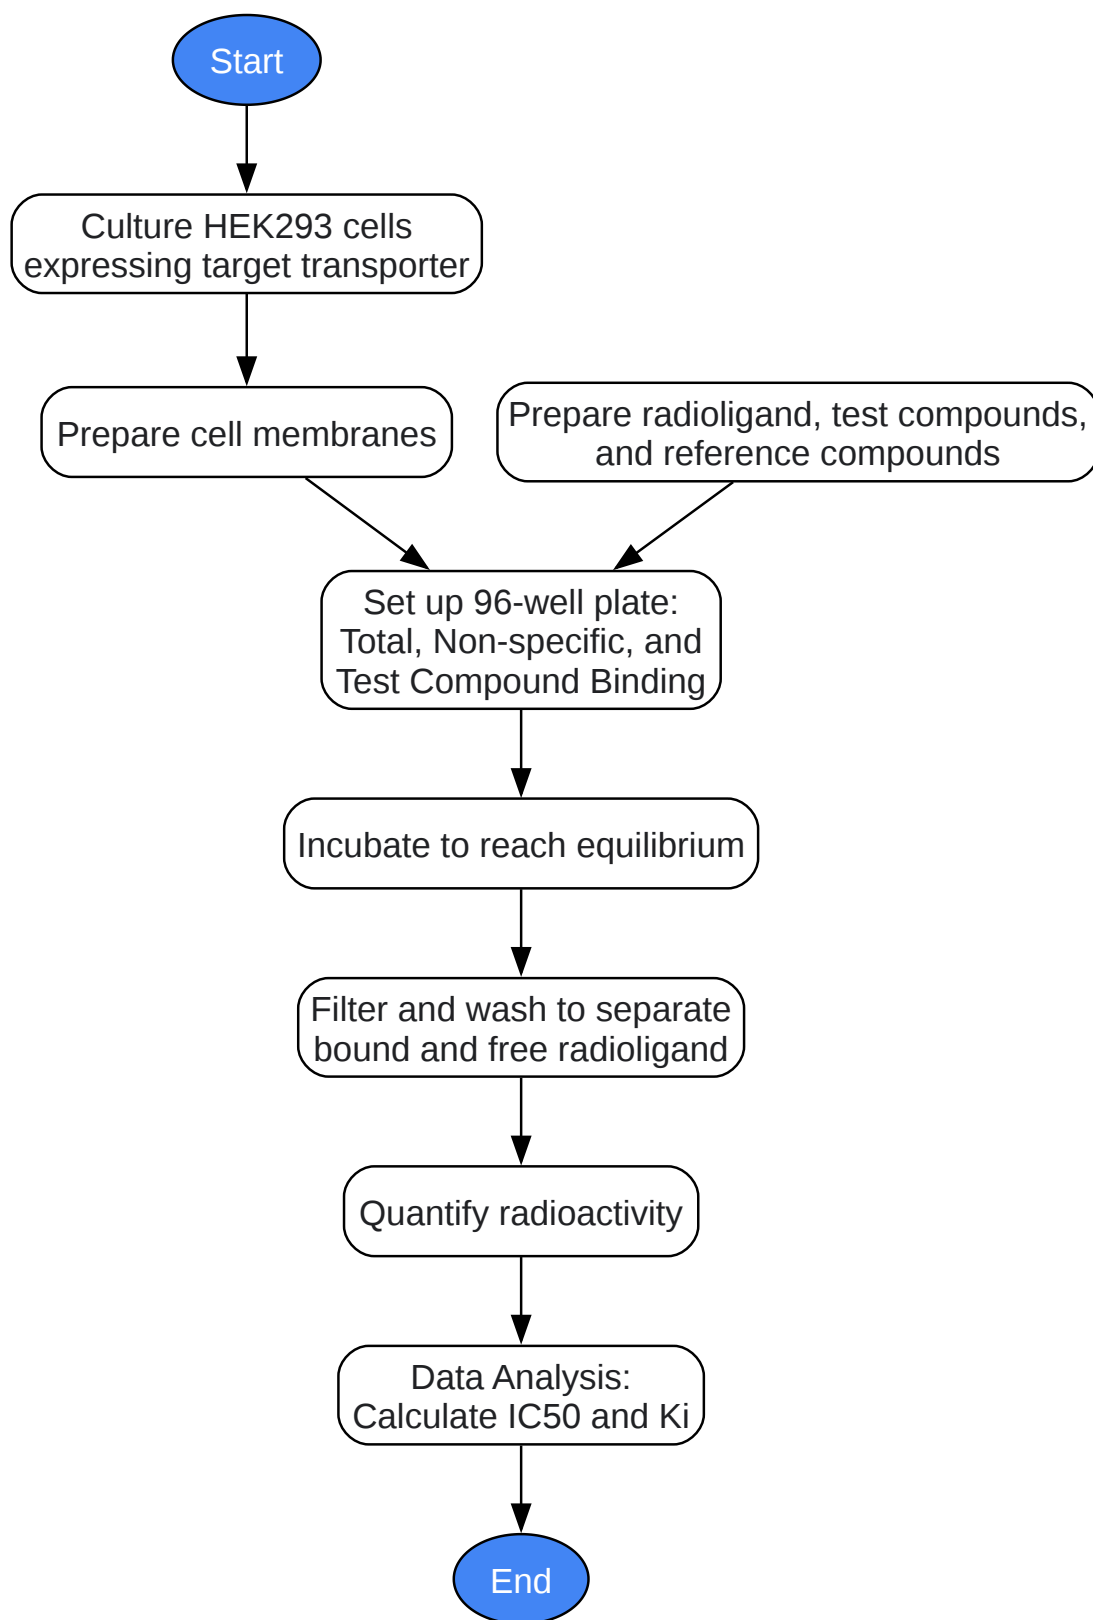 Start
Culture HEK293 cells
expressing target transporter
Prepare cell membranes
Prepare radioligand, test compounds,
and reference compounds
Set up 96-well plate:
Total, Non-specific, and
Test Compound Binding
Incubate to reach equilibrium
Filter and wash to separate
bound and free radioligand
Quantify radioactivity
Data Analysis:
Calculate IC50 and Ki
End